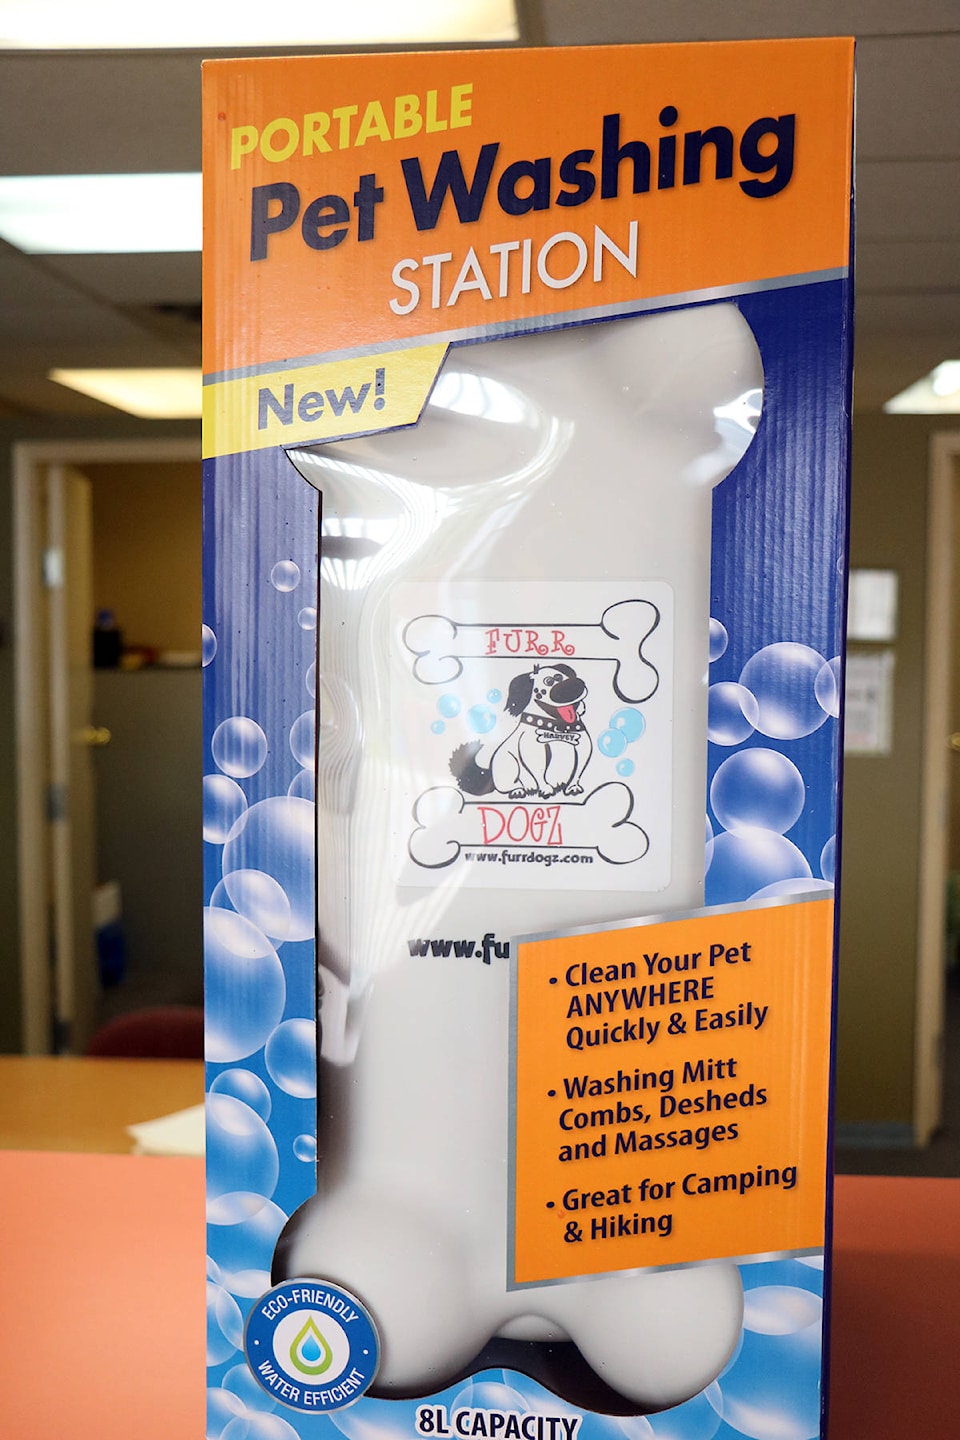 PORTABLE
Pet Washing
STATION
New!
FURR
HARVEY
DOGZ
www.furrdogz.com
www.fu
• Clean Your Pet
ANYWHERE
Quickly & Easily
• Washing Mitt
Combs, Desheds
and Massages
• Great for Camping
& Hiking
ECO-FRIENDLY
WATER EFFICIENT
8L CAPACITY